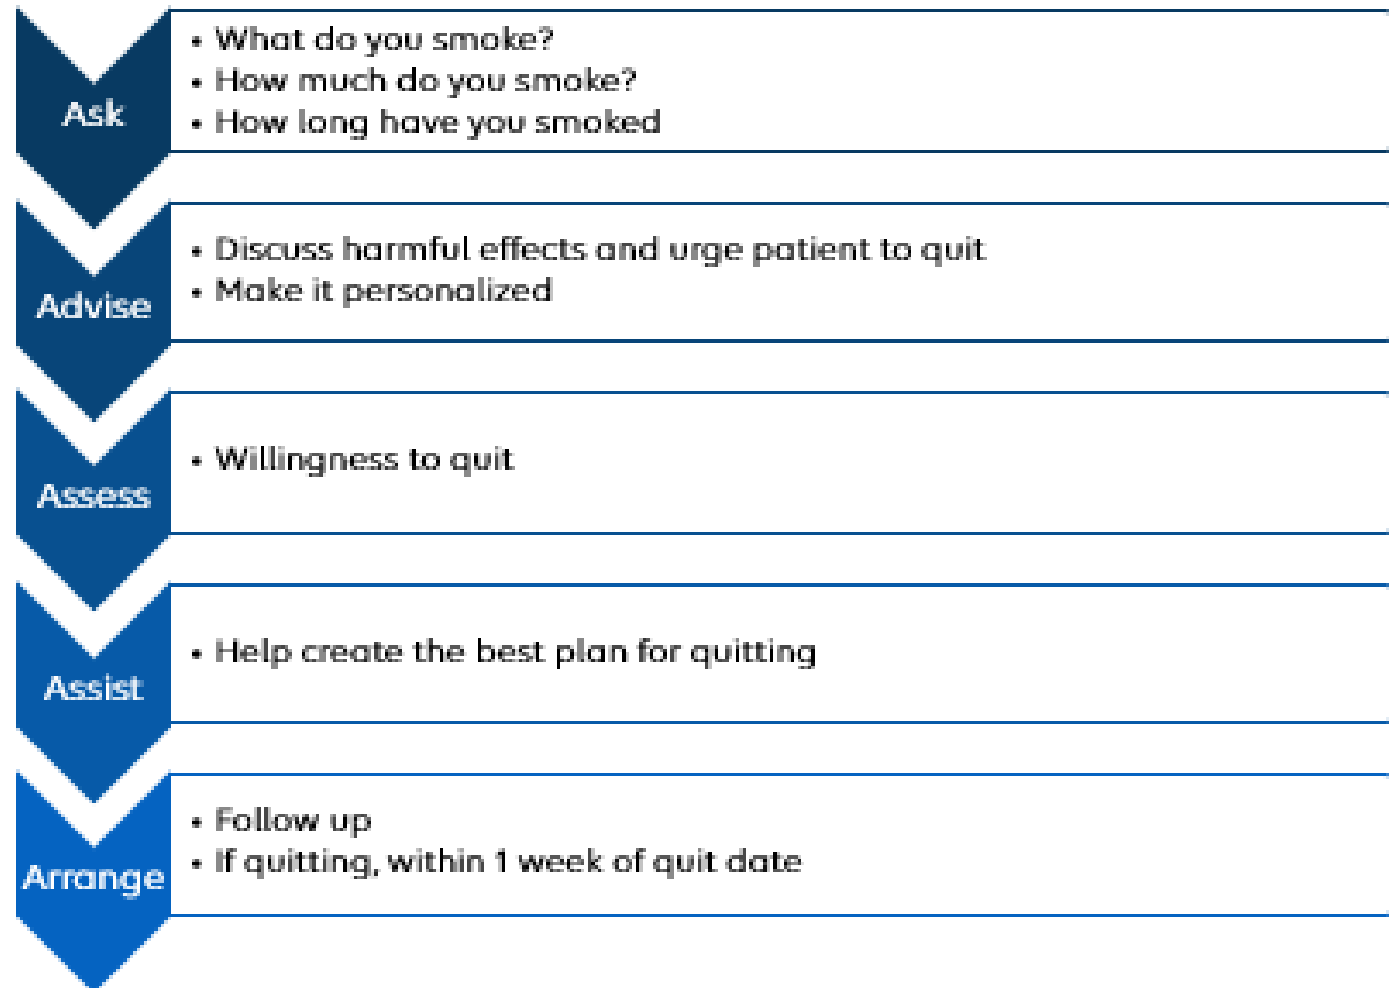 Ask
• What do you smoke?
• How much do you smoke?
• How long have you smoked
Advise
• Discuss harmful effects and urge patient to quit
• Make it personalized
Assess
• Willingness to quit
Assist
• Help create the best plan for quitting
Arrange
• Follow up
• If quitting, within 1 week of quit date